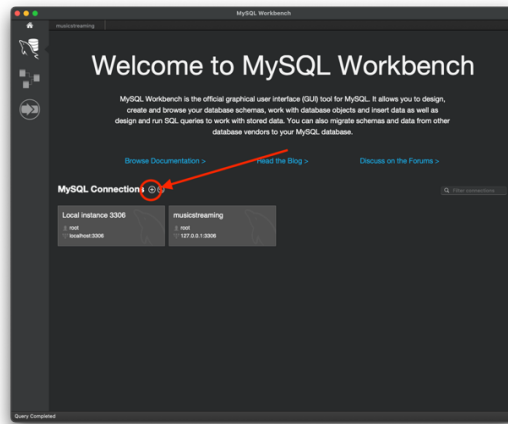 MySQL Workbench
musicstreaming
Welcome to MySQL Workbench
MySQL Workbench is the official graphical user interface (GUI) tool for MySQL. It allows you to design,
create and browse your database schemas, work with database objects and insert data as well as
design and run SQL queries to work with stored data. You can also migrate schemas and data from other
database vendors to your MySQL database.
Browse Documentation >
Read the Blog >
Discuss on the Forums >
MySQL Connections
Filter connections
Local instance 3306
root
localhost:3306
musicstreaming
root
127.0.0.1:3306
Query Completed